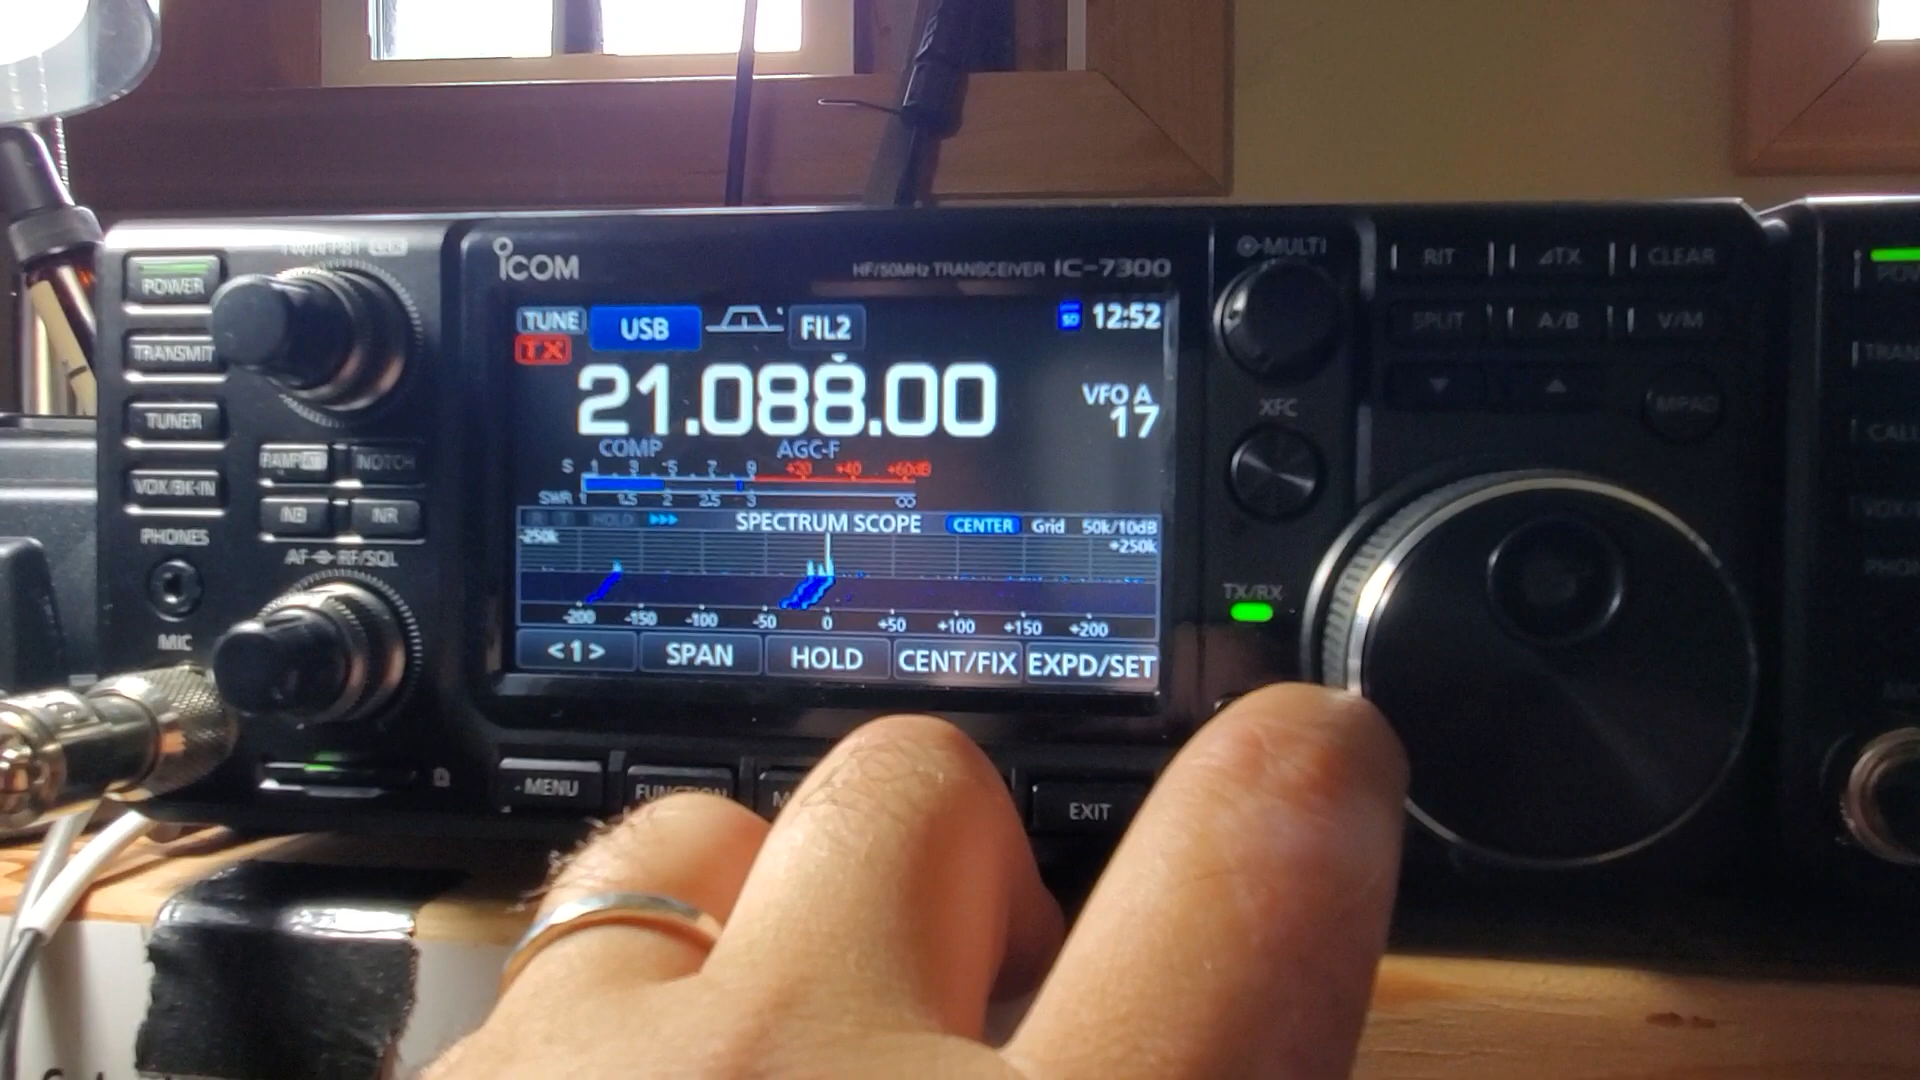 ICOM
HF/50MHz TRANSCEIVER IC-7300
TUNE USB FIL2 SD 12:52
TX
21.088.00
VFO A
17
COMP AGC-F
S 1 3 5 7 9 +20 +40 +60dB
SWR 1 1.5 2 2.5 3 ∞
HOLD SPECTRUM SCOPE CENTER Grid 50k/10dB
-250k +250k
-200 -150 -100 -50 0 +50 +100 +150 +200
<1> SPAN HOLD CENT/FIX EXPD/SET
POWER
TRANSMIT
TUNER
VOX/BK-IN
NOTCH
NB NR
PHONES
AF RF/SQL
MIC
MENU FUNCTION EXIT
MULTI
XFC
TX/RX
RIT ⊿TX CLEAR
SPLIT A/B V/M
MPAD